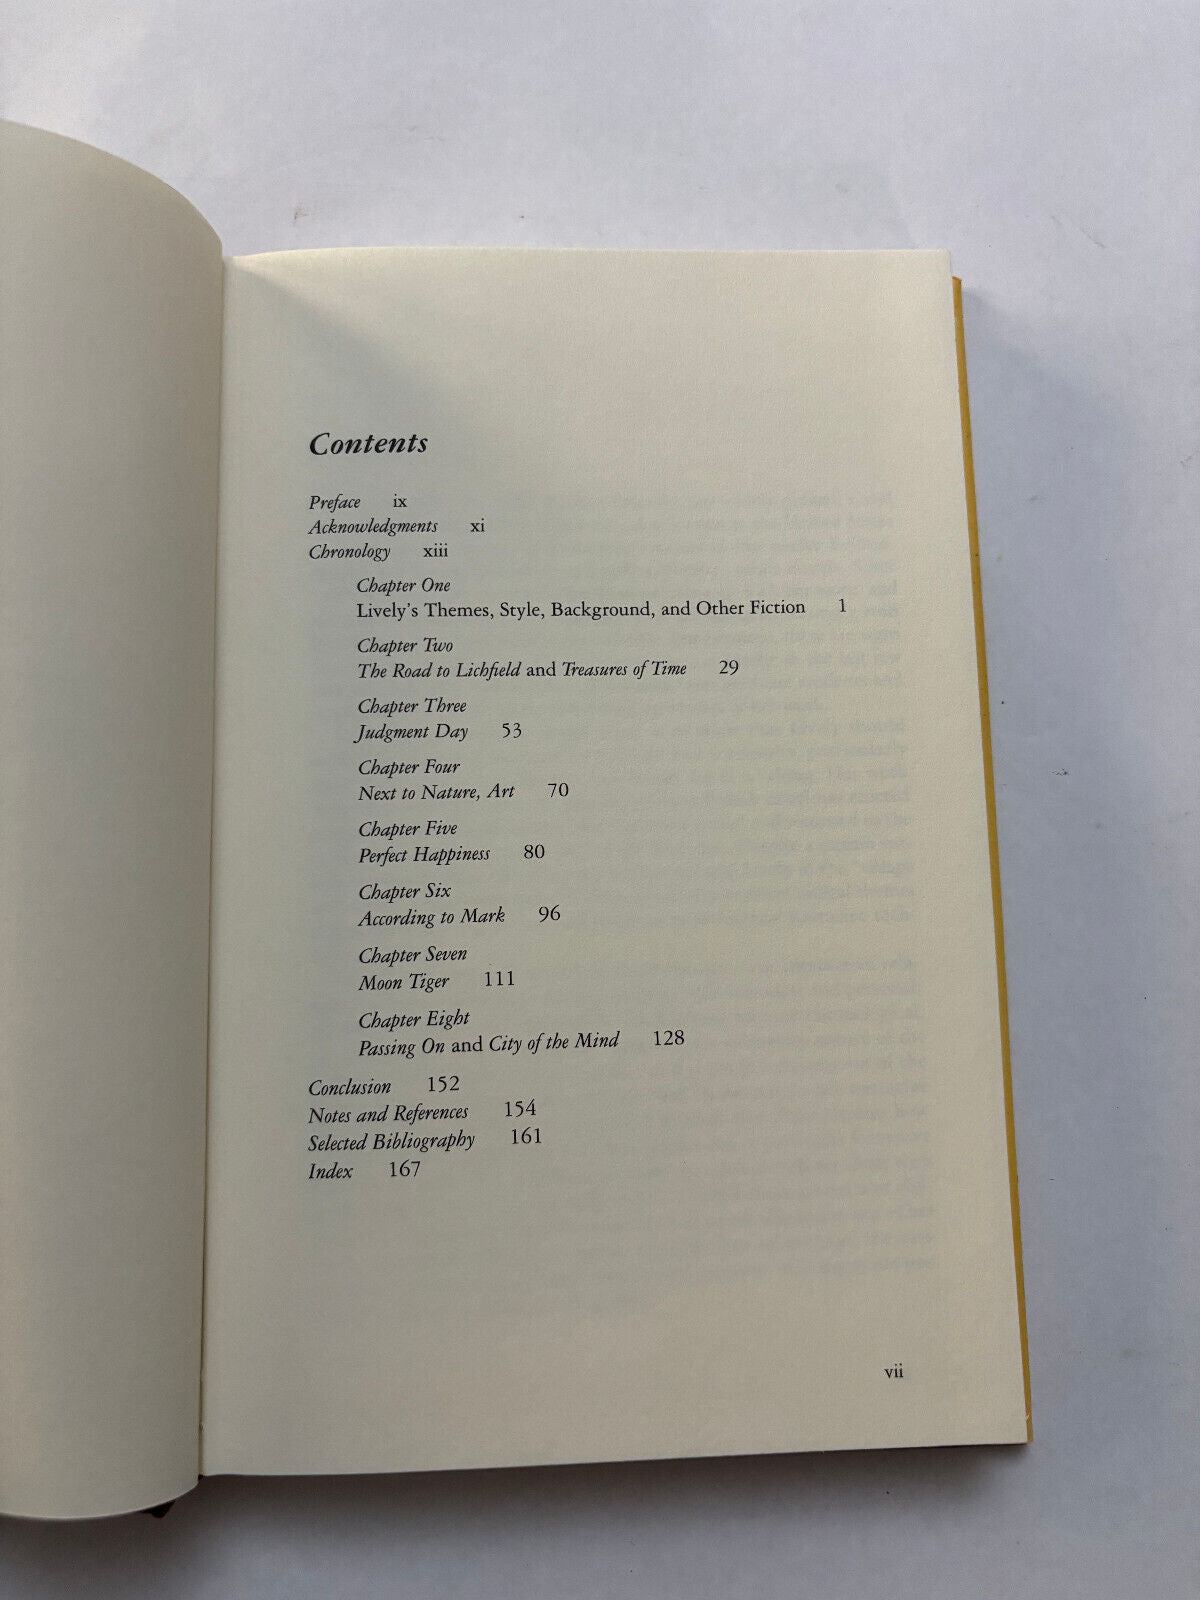 Contents
Preface ix
Acknowledgments xi
Chronology xiii
Chapter One
Lively's Themes, Style, Background, and Other Fiction 1
Chapter Two
The Road to Lichfield and Treasures of Time 29
Chapter Three
Judgment Day 53
Chapter Four
Next to Nature, Art 70
Chapter Five
Perfect Happiness 80
Chapter Six
According to Mark 96
Chapter Seven
Moon Tiger 111
Chapter Eight
Passing On and City of the Mind 128
Conclusion 152
Notes and References 154
Selected Bibliography 161
Index 167
vii